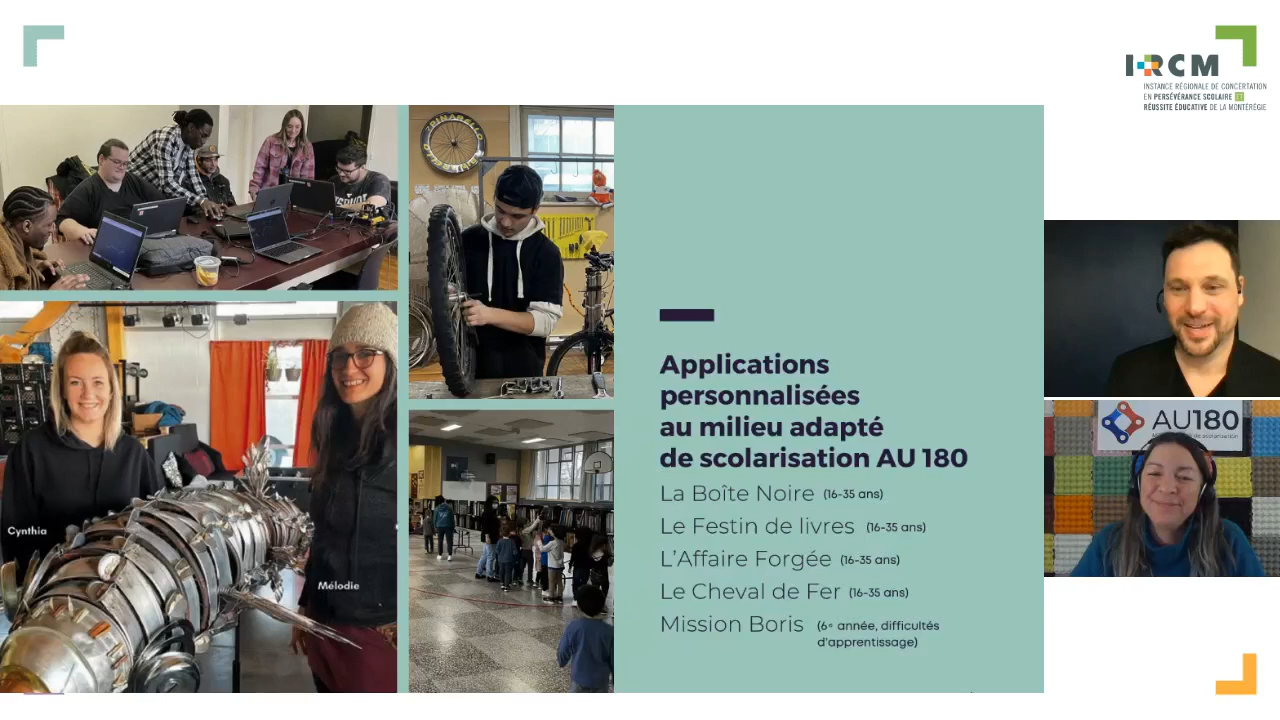 IRCM
INSTANCE RÉGIONALE DE CONCERTATION
EN PERSÉVÉRANCE SCOLAIRE ET
RÉUSSITE ÉDUCATIVE DE LA MONTÉRÉGIE
PINARELLO
Cynthia
Mélodie
Applications
personnalisées
au milieu adapté
de scolarisation AU 180
La Boîte Noire (16-35 ans)
Le Festin de livres (16-35 ans)
L'Affaire Forgée (16-35 ans)
Le Cheval de Fer (16-35 ans)
Mission Boris (6e année, difficultés
d'apprentissage)
AU180
de scolarisation